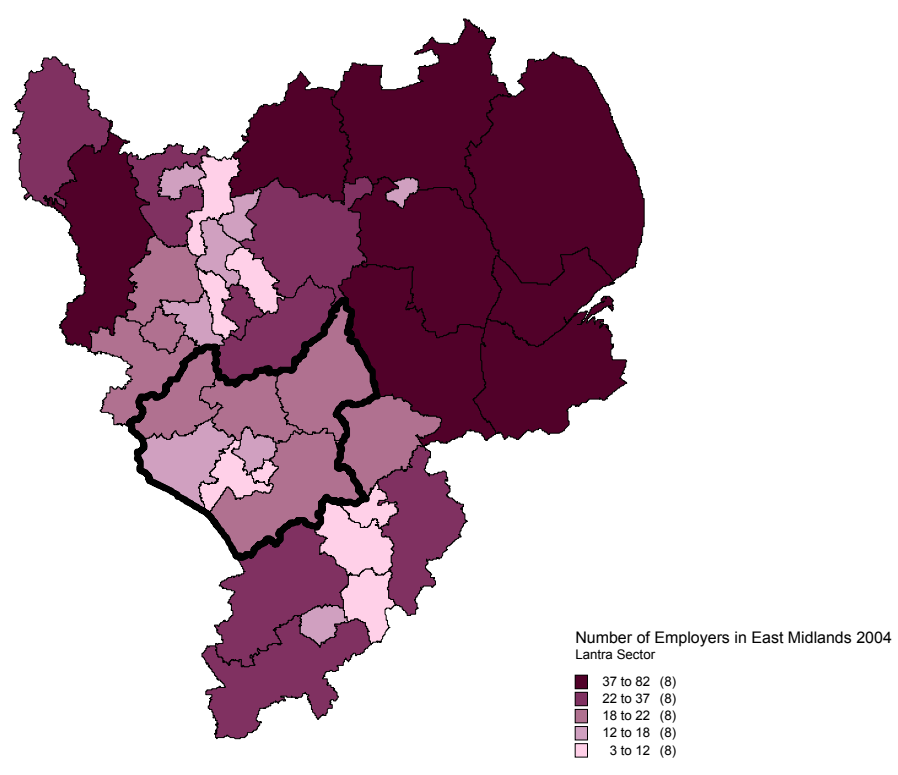 Number of Employers in East Midlands 2004
Lantra Sector
37 to 82 (8)
22 to 37 (8)
18 to 22 (8)
12 to 18 (8)
3 to 12 (8)